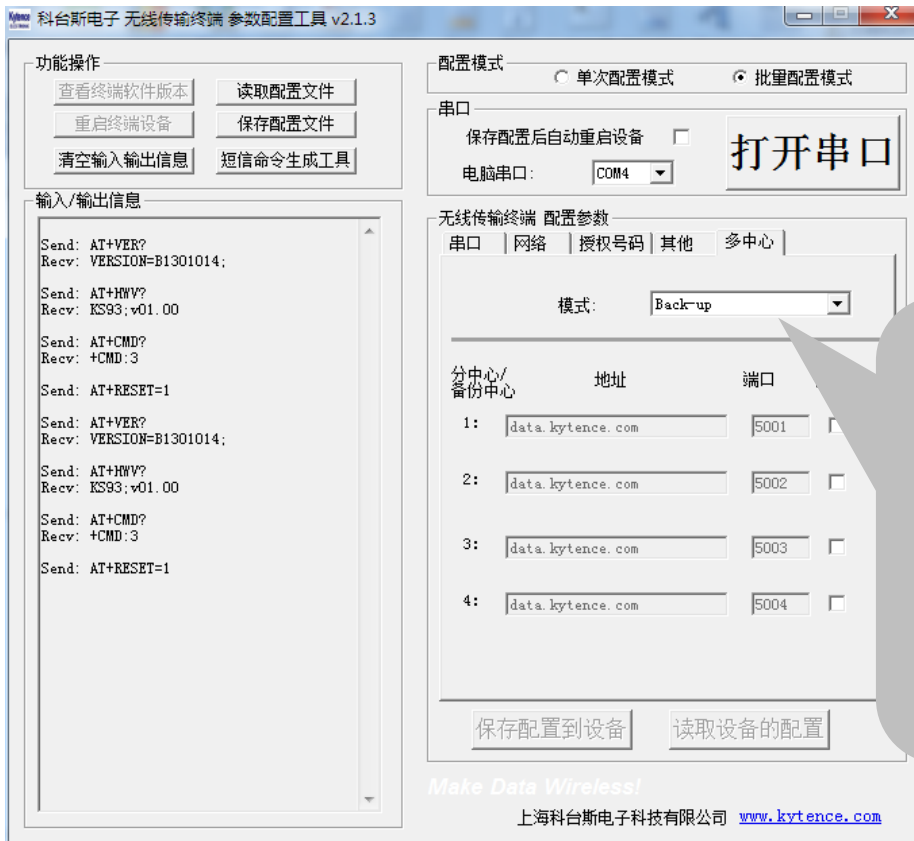 Kytence 科台斯电子 无线传输终端 参数配置工具 v2.1.3
功能操作
查看终端软件版本 读取配置文件
重启终端设备 保存配置文件
清空输入输出信息 短信命令生成工具
输入/输出信息
Send: AT+VER?
Recv: VERSION=B1301014;
Send: AT+HWV?
Recv: KS93;v01.00
Send: AT+CMD?
Recv: +CMD:3
Send: AT+RESET=1
Send: AT+VER?
Recv: VERSION=B1301014;
Send: AT+HWV?
Recv: KS93;v01.00
Send: AT+CMD?
Recv: +CMD:3
Send: AT+RESET=1
配置模式
单次配置模式 批量配置模式
串口
保存配置后自动重启设备
电脑串口: COM4
打开串口
无线传输终端 配置参数
串口 网络 授权号码 其他 多中心
模式: Back-up
分中心/
备份中心 地址 端口
1: data.kytence.com 5001
2: data.kytence.com 5002
3: data.kytence.com 5003
4: data.kytence.com 5004
保存配置到设备 读取设备的配置
Make Data Wireless!
上海科台斯电子科技有限公司 www.kytence.com